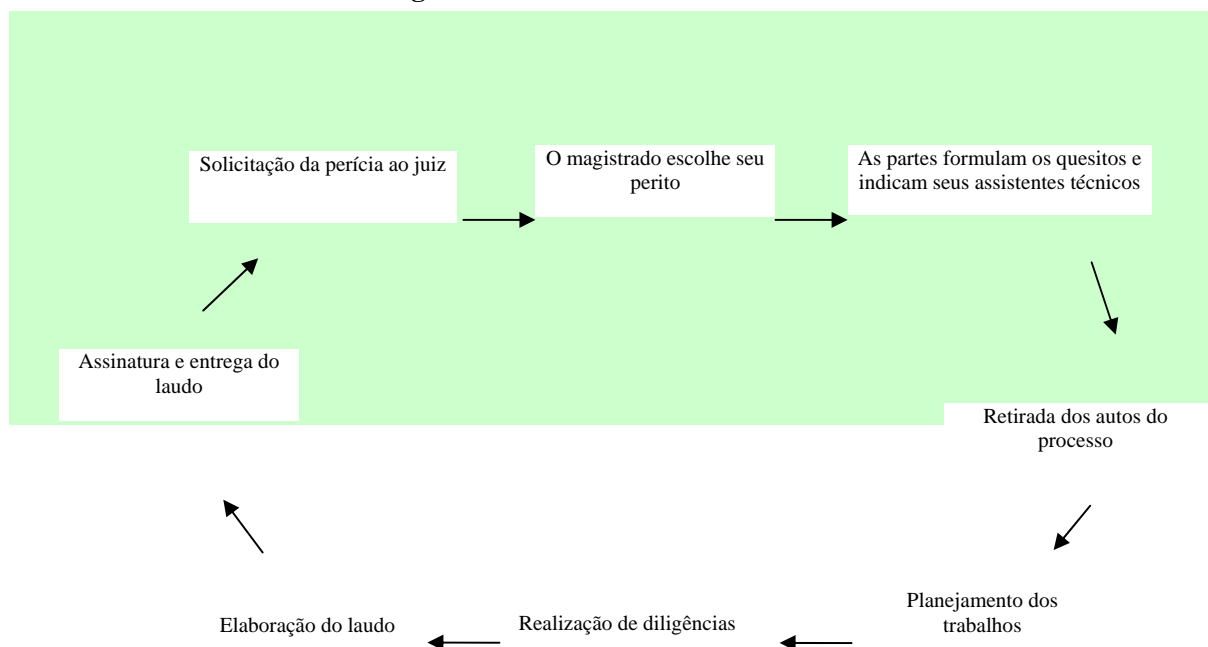 Solicitação da perícia ao juiz
O magistrado escolhe seu
perito
As partes formulam os quesitos e
indicam seus assistentes técnicos
Retirada dos autos do
processo
Planejamento dos
trabalhos
Realização de diligências
Elaboração do laudo
Assinatura e entrega do
laudo